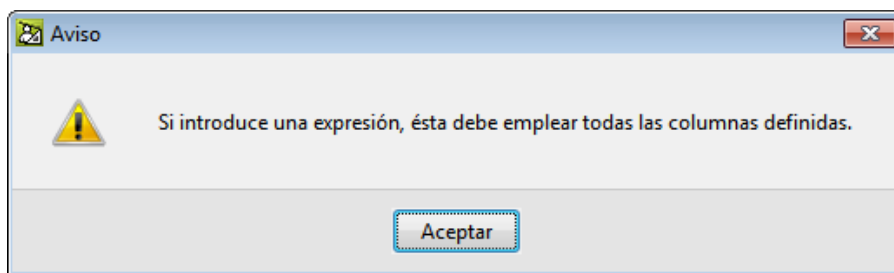 Aviso
Si introduce una expresión, ésta debe emplear todas las columnas definidas.
Aceptar